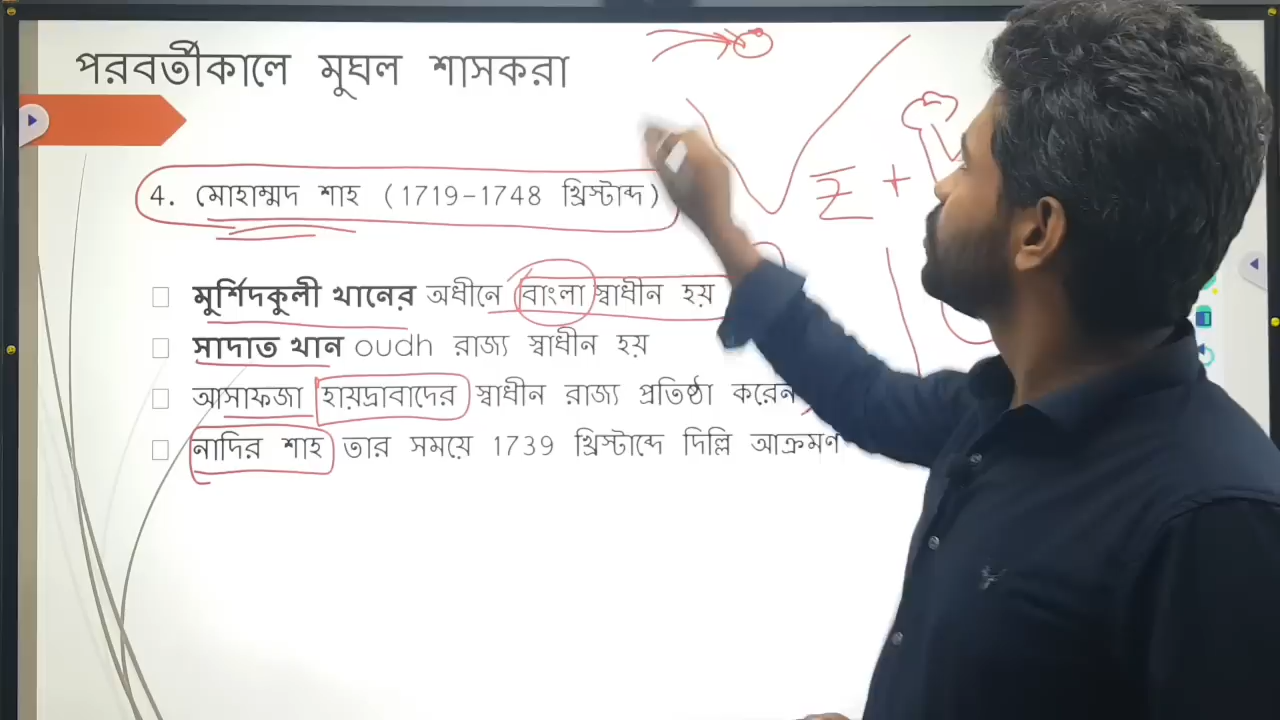 পরবর্তীকালে মুঘল শাসকরা
4. মোহাম্মদ শাহ (1719-1748 খ্রিস্টাব্দ)
মুর্শিদকুলী খানের অধীনে বাংলা স্বাধীন হয়
সাদাত খান oudh রাজ্য স্বাধীন হয়
আসাফজা হায়দ্রাবাদের স্বাধীন রাজ্য প্রতিষ্ঠা করেন
নাদির শাহ তার সময়ে 1739 খ্রিস্টাব্দে দিল্লি আক্রমণ